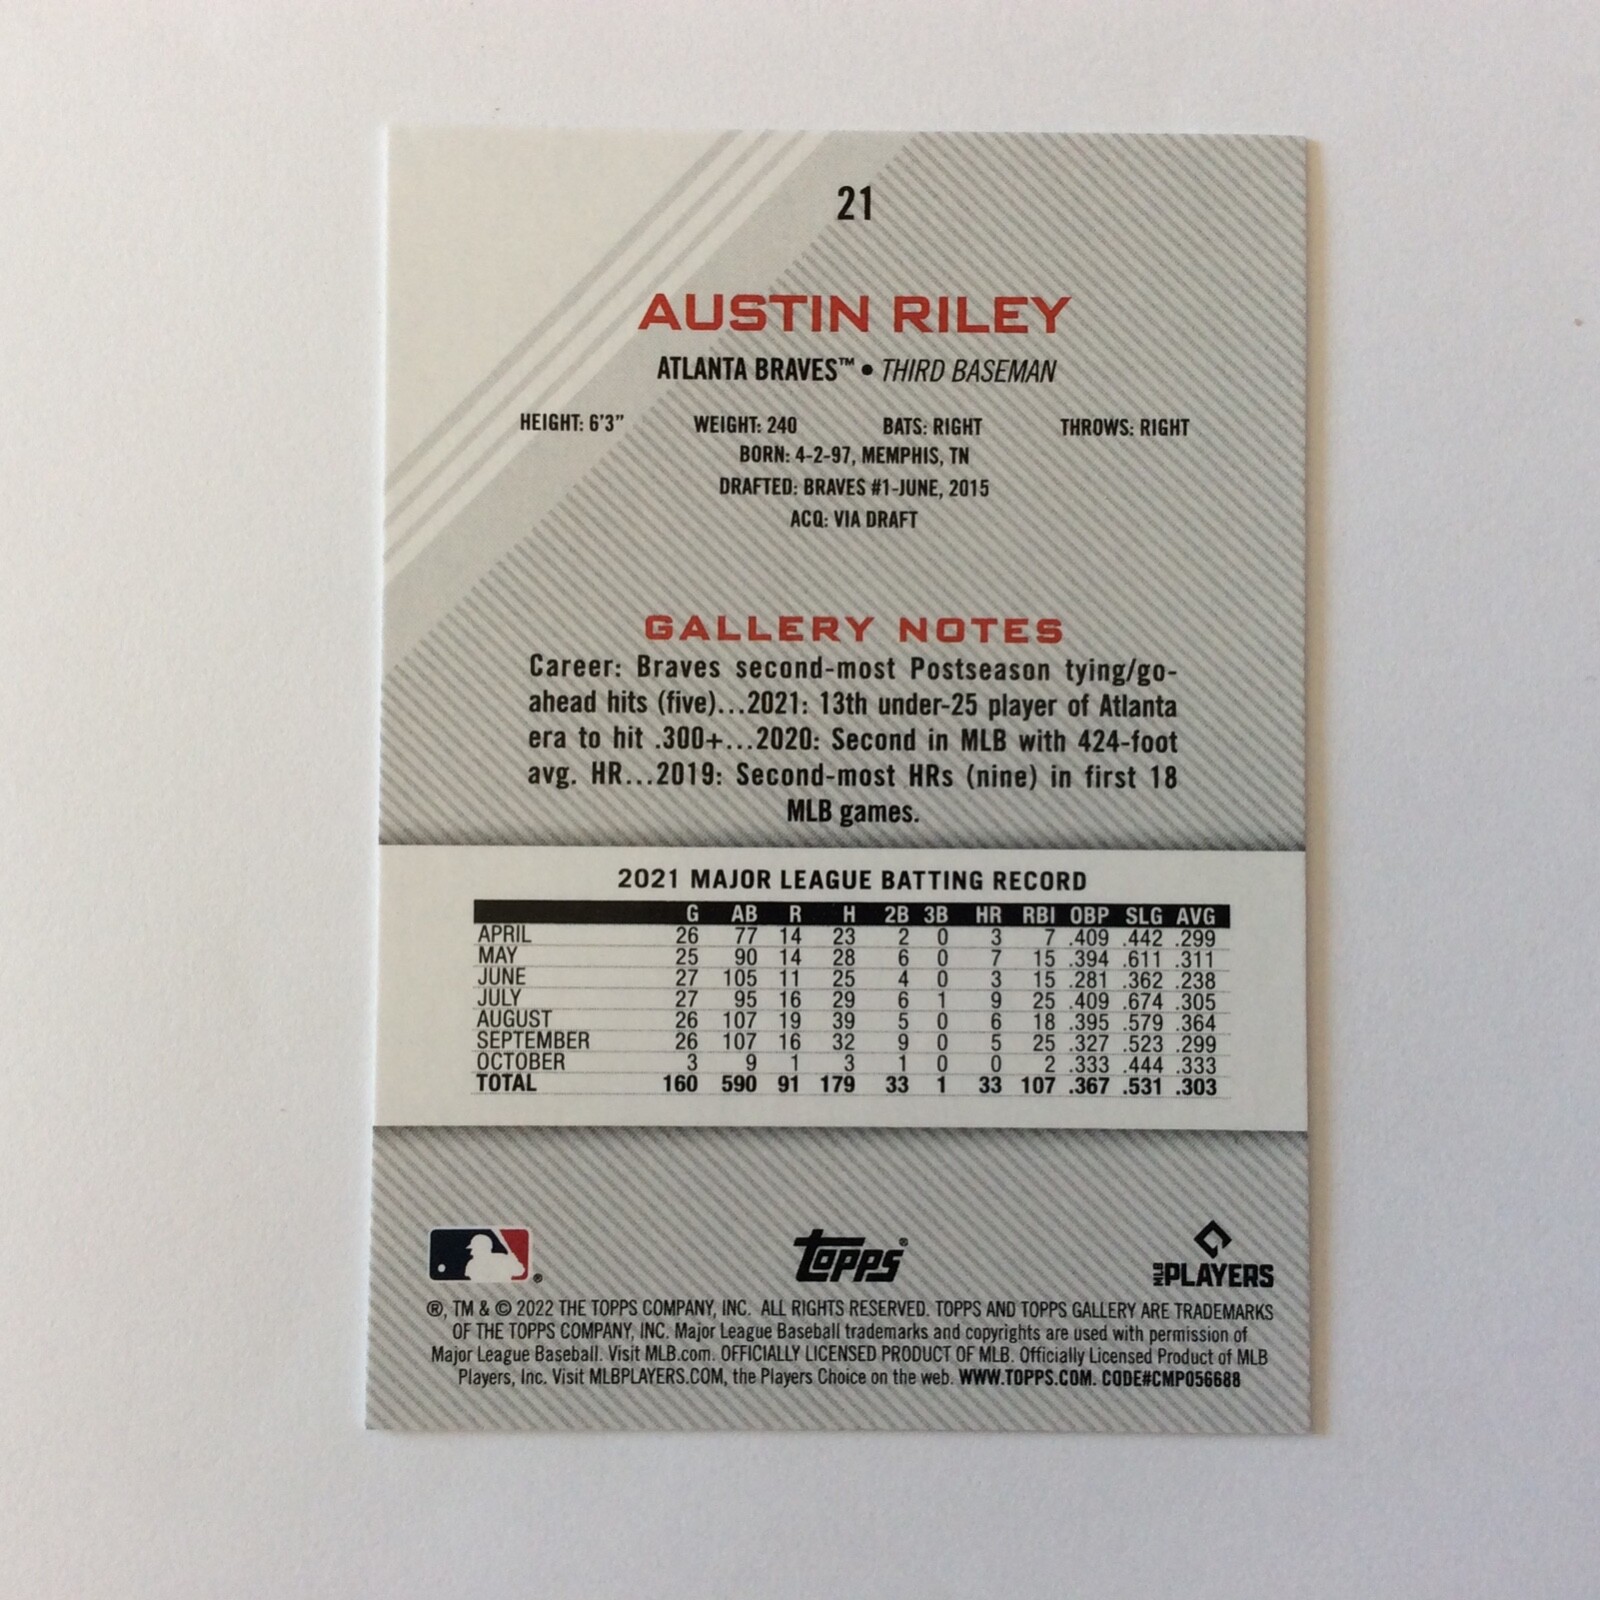 21
AUSTIN RILEY
ATLANTA BRAVES™ • THIRD BASEMAN
HEIGHT: 6'3" WEIGHT: 240 BATS: RIGHT THROWS: RIGHT
BORN: 4-2-97, MEMPHIS, TN
DRAFTED: BRAVES #1-JUNE, 2015
ACQ: VIA DRAFT
GALLERY NOTES
Career: Braves second-most Postseason tying/go-
ahead hits (five)...2021: 13th under-25 player of Atlanta
era to hit .300+...2020: Second in MLB with 424-foot
avg. HR...2019: Second-most HRs (nine) in first 18
MLB games.
2021 MAJOR LEAGUE BATTING RECORD
G AB R H 2B 3B HR RBI OBP SLG AVG
APRIL 26 77 14 23 2 0 3 7 .409 .442 .299
MAY 25 90 14 28 6 0 7 15 .394 .611 .311
JUNE 27 105 11 25 4 0 3 15 .281 .362 .238
JULY 27 95 16 29 6 1 9 25 .409 .674 .305
AUGUST 26 107 19 39 5 0 6 18 .395 .579 .364
SEPTEMBER 26 107 16 32 9 0 5 25 .327 .523 .299
OCTOBER 3 9 1 3 1 0 0 2 .333 .444 .333
TOTAL 160 590 91 179 33 1 33 107 .367 .531 .303
® topps® MLB PLAYERS
®, TM & © 2022 THE TOPPS COMPANY, INC. ALL RIGHTS RESERVED. TOPPS AND TOPPS GALLERY ARE TRADEMARKS
OF THE TOPPS COMPANY, INC. Major League Baseball trademarks and copyrights are used with permission of
Major League Baseball. Visit MLB.com. OFFICIALLY LICENSED PRODUCT OF MLB. Officially Licensed Product of MLB
Players, Inc. Visit MLBPLAYERS.COM, the Players Choice on the web. WWW.TOPPS.COM. CODE#CMP056688